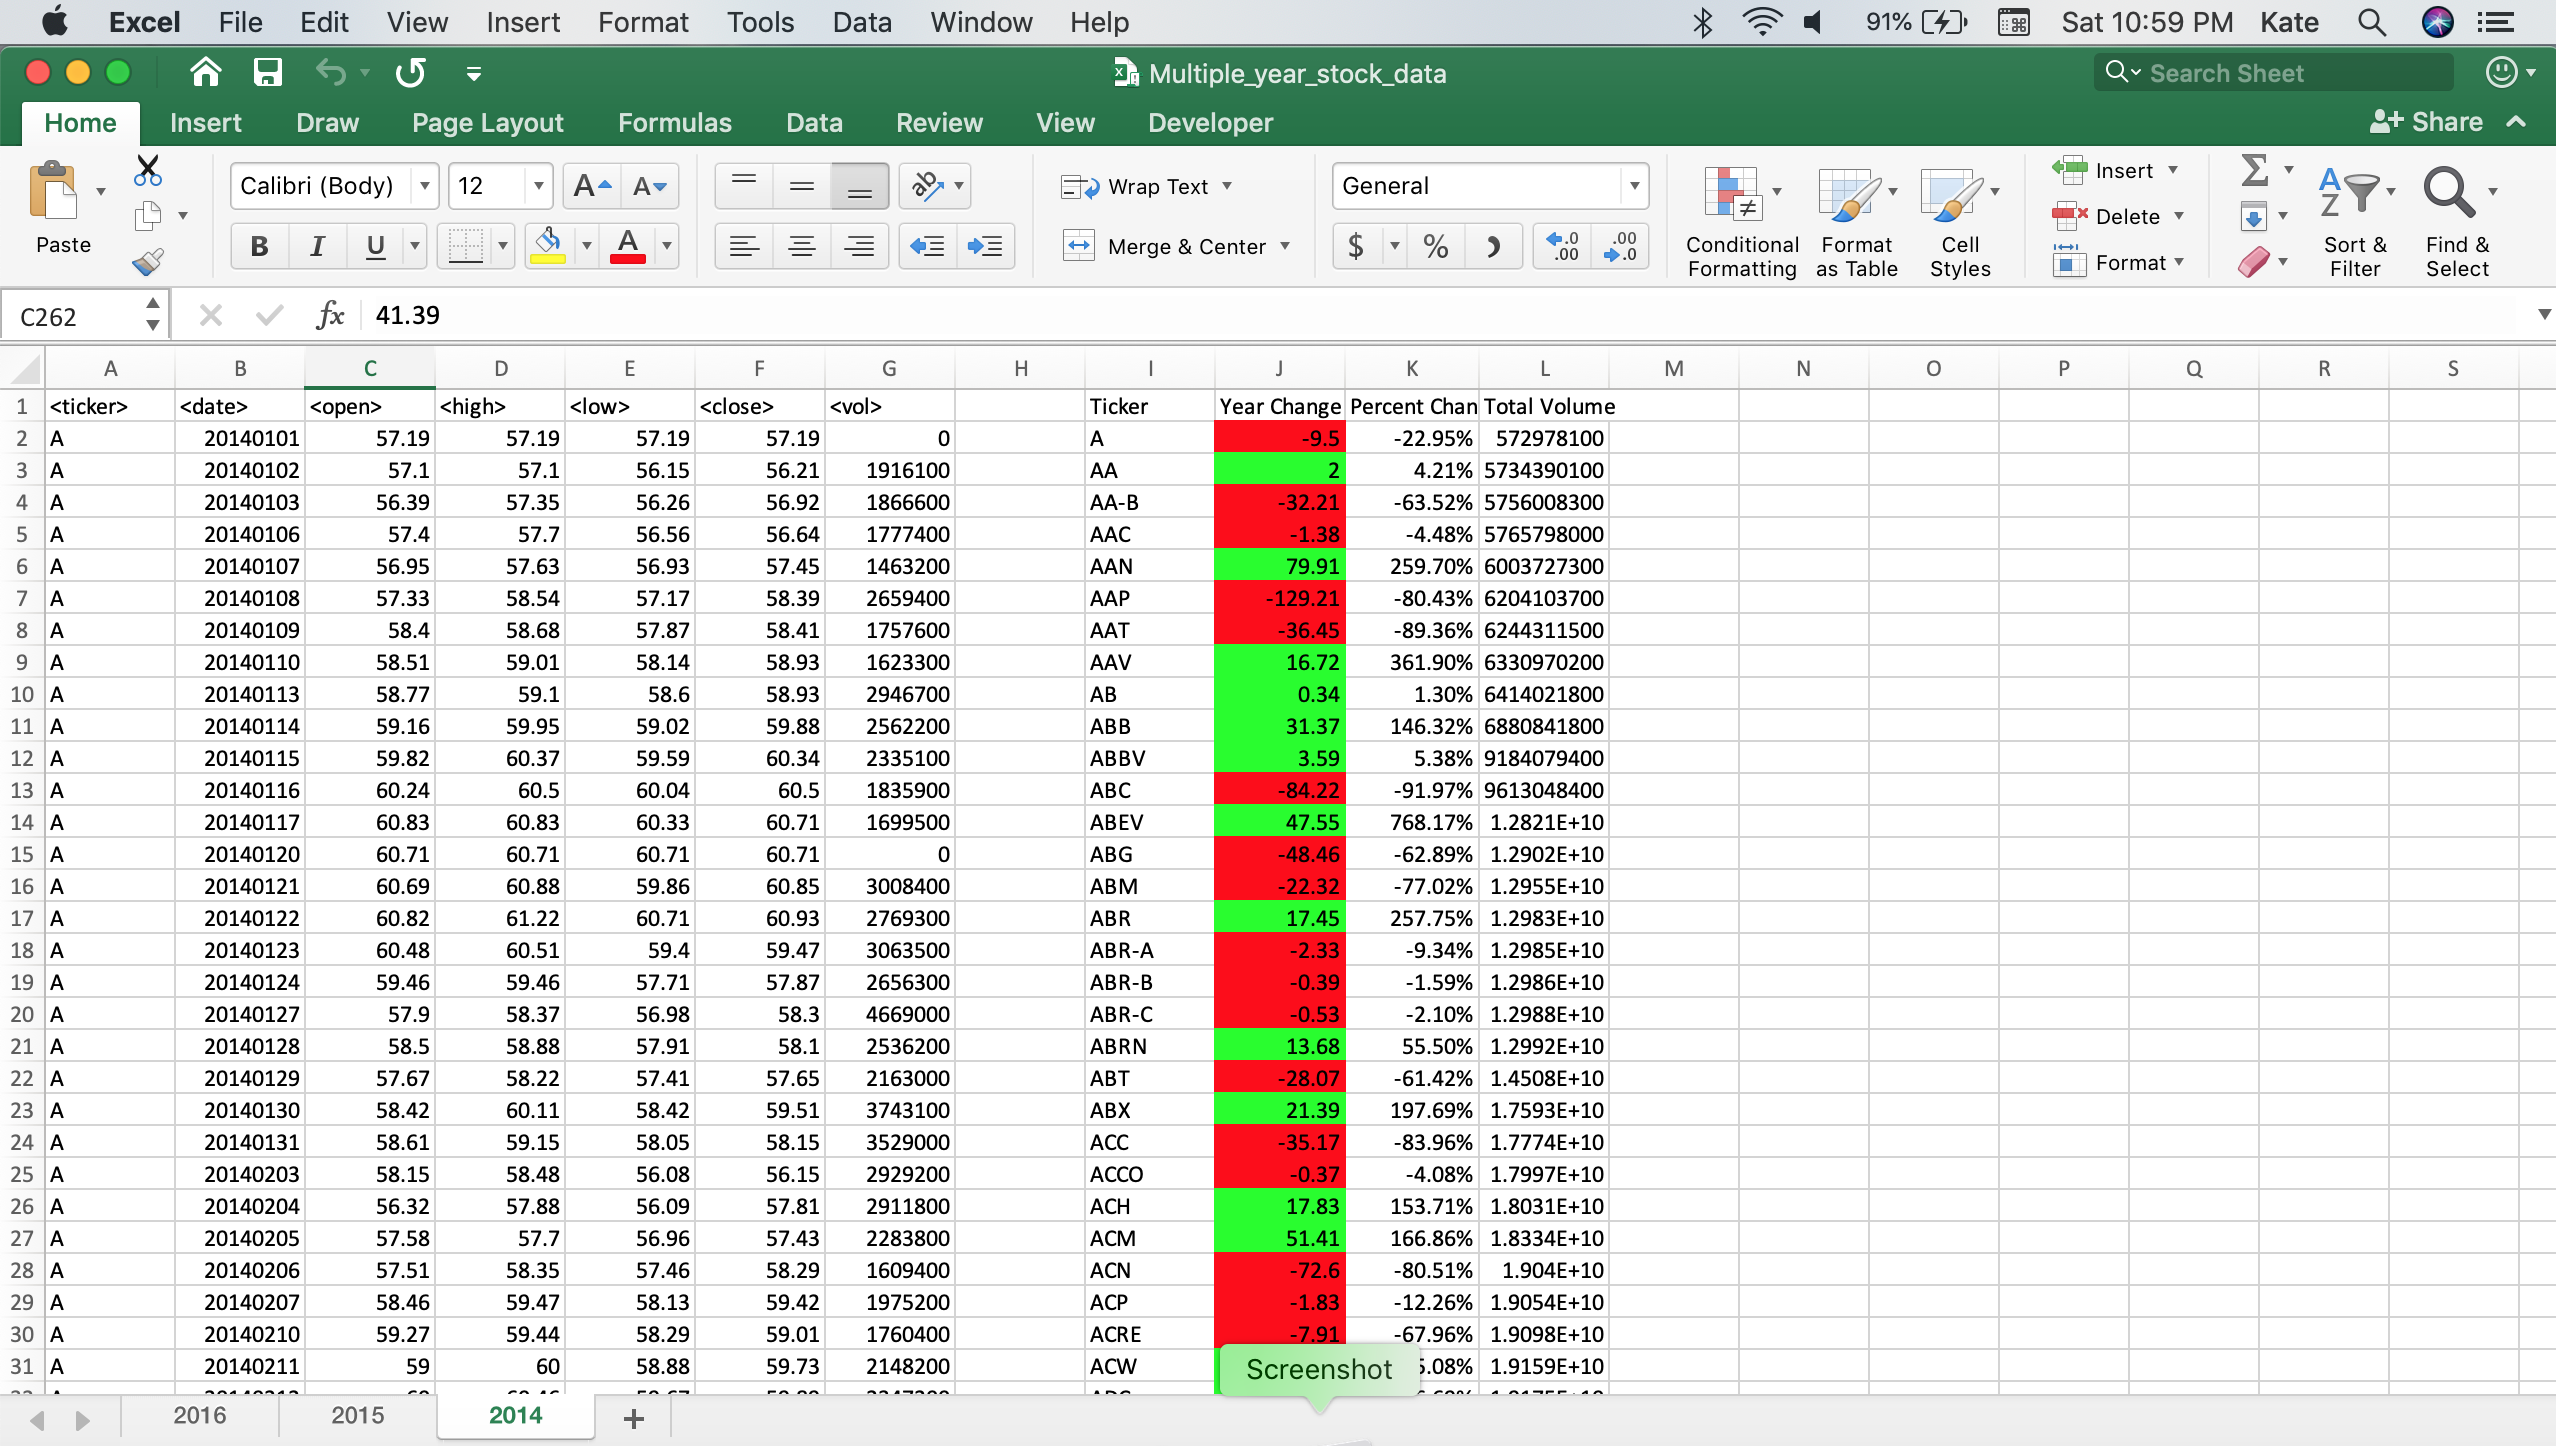 Excel File Edit View Insert Format Tools Data Window Help 91% Sat 10:59 PM Kate
Multiple_year_stock_data Search Sheet
Home Insert Draw Page Layout Formulas Data Review View Developer Share
Calibri (Body) 12 A A ab Wrap Text General Insert Σ
Delete
Paste B I U A Merge & Center $ % Conditional Formatting Format as Table Cell Styles Format Sort & Filter Find & Select
C262 fx 41.39
A B C D E F G H I J K L M N O P Q R S
1 <ticker> <date> <open> <high> <low> <close> <vol> Ticker Year Change Percent Chan Total Volume
2 A 20140101 57.19 57.19 57.19 57.19 0 A -9.5 -22.95% 572978100
3 A 20140102 57.1 57.1 56.15 56.21 1916100 AA 2 4.21% 5734390100
4 A 20140103 56.39 57.35 56.26 56.92 1866600 AA-B -32.21 -63.52% 5756008300
5 A 20140106 57.4 57.7 56.56 56.64 1777400 AAC -1.38 -4.48% 5765798000
6 A 20140107 56.95 57.63 56.93 57.45 1463200 AAN 79.91 259.70% 6003727300
7 A 20140108 57.33 58.54 57.17 58.39 2659400 AAP -129.21 -80.43% 6204103700
8 A 20140109 58.4 58.68 57.87 58.41 1757600 AAT -36.45 -89.36% 6244311500
9 A 20140110 58.51 59.01 58.14 58.93 1623300 AAV 16.72 361.90% 6330970200
10 A 20140113 58.77 59.1 58.6 58.93 2946700 AB 0.34 1.30% 6414021800
11 A 20140114 59.16 59.95 59.02 59.88 2562200 ABB 31.37 146.32% 6880841800
12 A 20140115 59.82 60.37 59.59 60.34 2335100 ABBV 3.59 5.38% 9184079400
13 A 20140116 60.24 60.5 60.04 60.5 1835900 ABC -84.22 -91.97% 9613048400
14 A 20140117 60.83 60.83 60.33 60.71 1699500 ABEV 47.55 768.17% 1.2821E+10
15 A 20140120 60.71 60.71 60.71 60.71 0 ABG -48.46 -62.89% 1.2902E+10
16 A 20140121 60.69 60.88 59.86 60.85 3008400 ABM -22.32 -77.02% 1.2955E+10
17 A 20140122 60.82 61.22 60.71 60.93 2769300 ABR 17.45 257.75% 1.2983E+10
18 A 20140123 60.48 60.51 59.4 59.47 3063500 ABR-A -2.33 -9.34% 1.2985E+10
19 A 20140124 59.46 59.46 57.71 57.87 2656300 ABR-B -0.39 -1.59% 1.2986E+10
20 A 20140127 57.9 58.37 56.98 58.3 4669000 ABR-C -0.53 -2.10% 1.2988E+10
21 A 20140128 58.5 58.88 57.91 58.1 2536200 ABRN 13.68 55.50% 1.2992E+10
22 A 20140129 57.67 58.22 57.41 57.65 2163000 ABT -28.07 -61.42% 1.4508E+10
23 A 20140130 58.42 60.11 58.42 59.51 3743100 ABX 21.39 197.69% 1.7593E+10
24 A 20140131 58.61 59.15 58.05 58.15 3529000 ACC -35.17 -83.96% 1.7774E+10
25 A 20140203 58.15 58.48 56.08 56.15 2929200 ACCO -0.37 -4.08% 1.7997E+10
26 A 20140204 56.32 57.88 56.09 57.81 2911800 ACH 17.83 153.71% 1.8031E+10
27 A 20140205 57.58 57.7 56.96 57.43 2283800 ACM 51.41 166.86% 1.8334E+10
28 A 20140206 57.51 58.35 57.46 58.29 1609400 ACN -72.6 -80.51% 1.904E+10
29 A 20140207 58.46 59.47 58.13 59.42 1975200 ACP -1.83 -12.26% 1.9054E+10
30 A 20140210 59.27 59.44 58.29 59.01 1760400 ACRE -7.91 -67.96% 1.9098E+10
31 A 20140211 59 60 58.88 59.73 2148200 ACW 5.08% 1.9159E+10
Screenshot
2016 2015 2014 +